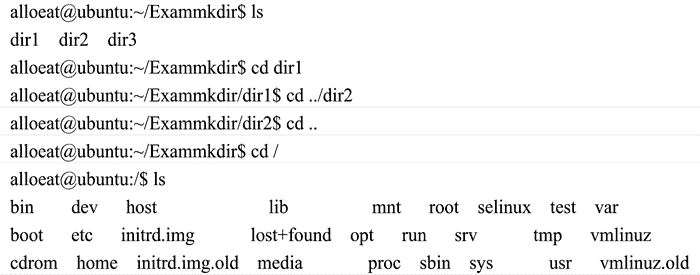 alloeat@ubuntu:~/Exammkdir$ ls
dir1 dir2 dir3
alloeat@ubuntu:~/Exammkdir$ cd dir1
alloeat@ubuntu:~/Exammkdir/dir1$ cd ../dir2
alloeat@ubuntu:~/Exammkdir/dir2$ cd ..
alloeat@ubuntu:~/Exammkdir$ cd /
alloeat@ubuntu:/$ ls
bin dev host lib mnt root selinux test var
boot etc initrd.img lost+found opt run srv tmp vmlinuz
cdrom home initrd.img.old media proc sbin sys usr vmlinuz.old